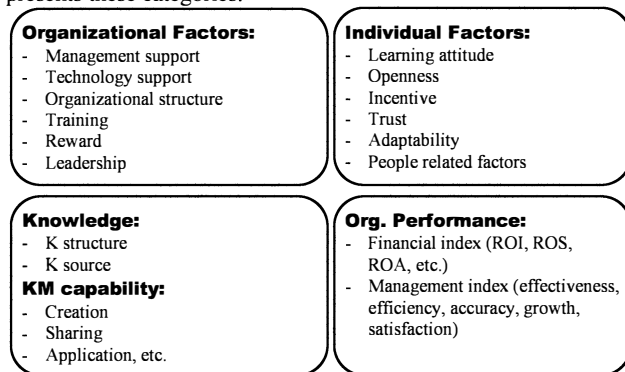 presents these categories.
Organizational Factors:
- Management support
- Technology support
- Organizational structure
- Training
- Reward
- Leadership
Individual Factors:
- Learning attitude
- Openness
- Incentive
- Trust
- Adaptability
- People related factors
Knowledge:
- K structure
- K source
KM capability:
- Creation
- Sharing
- Application, etc.
Org. Performance:
- Financial index (ROI, ROS,
ROA, etc.)
- Management index (effectiveness,
efficiency, accuracy, growth,
satisfaction)